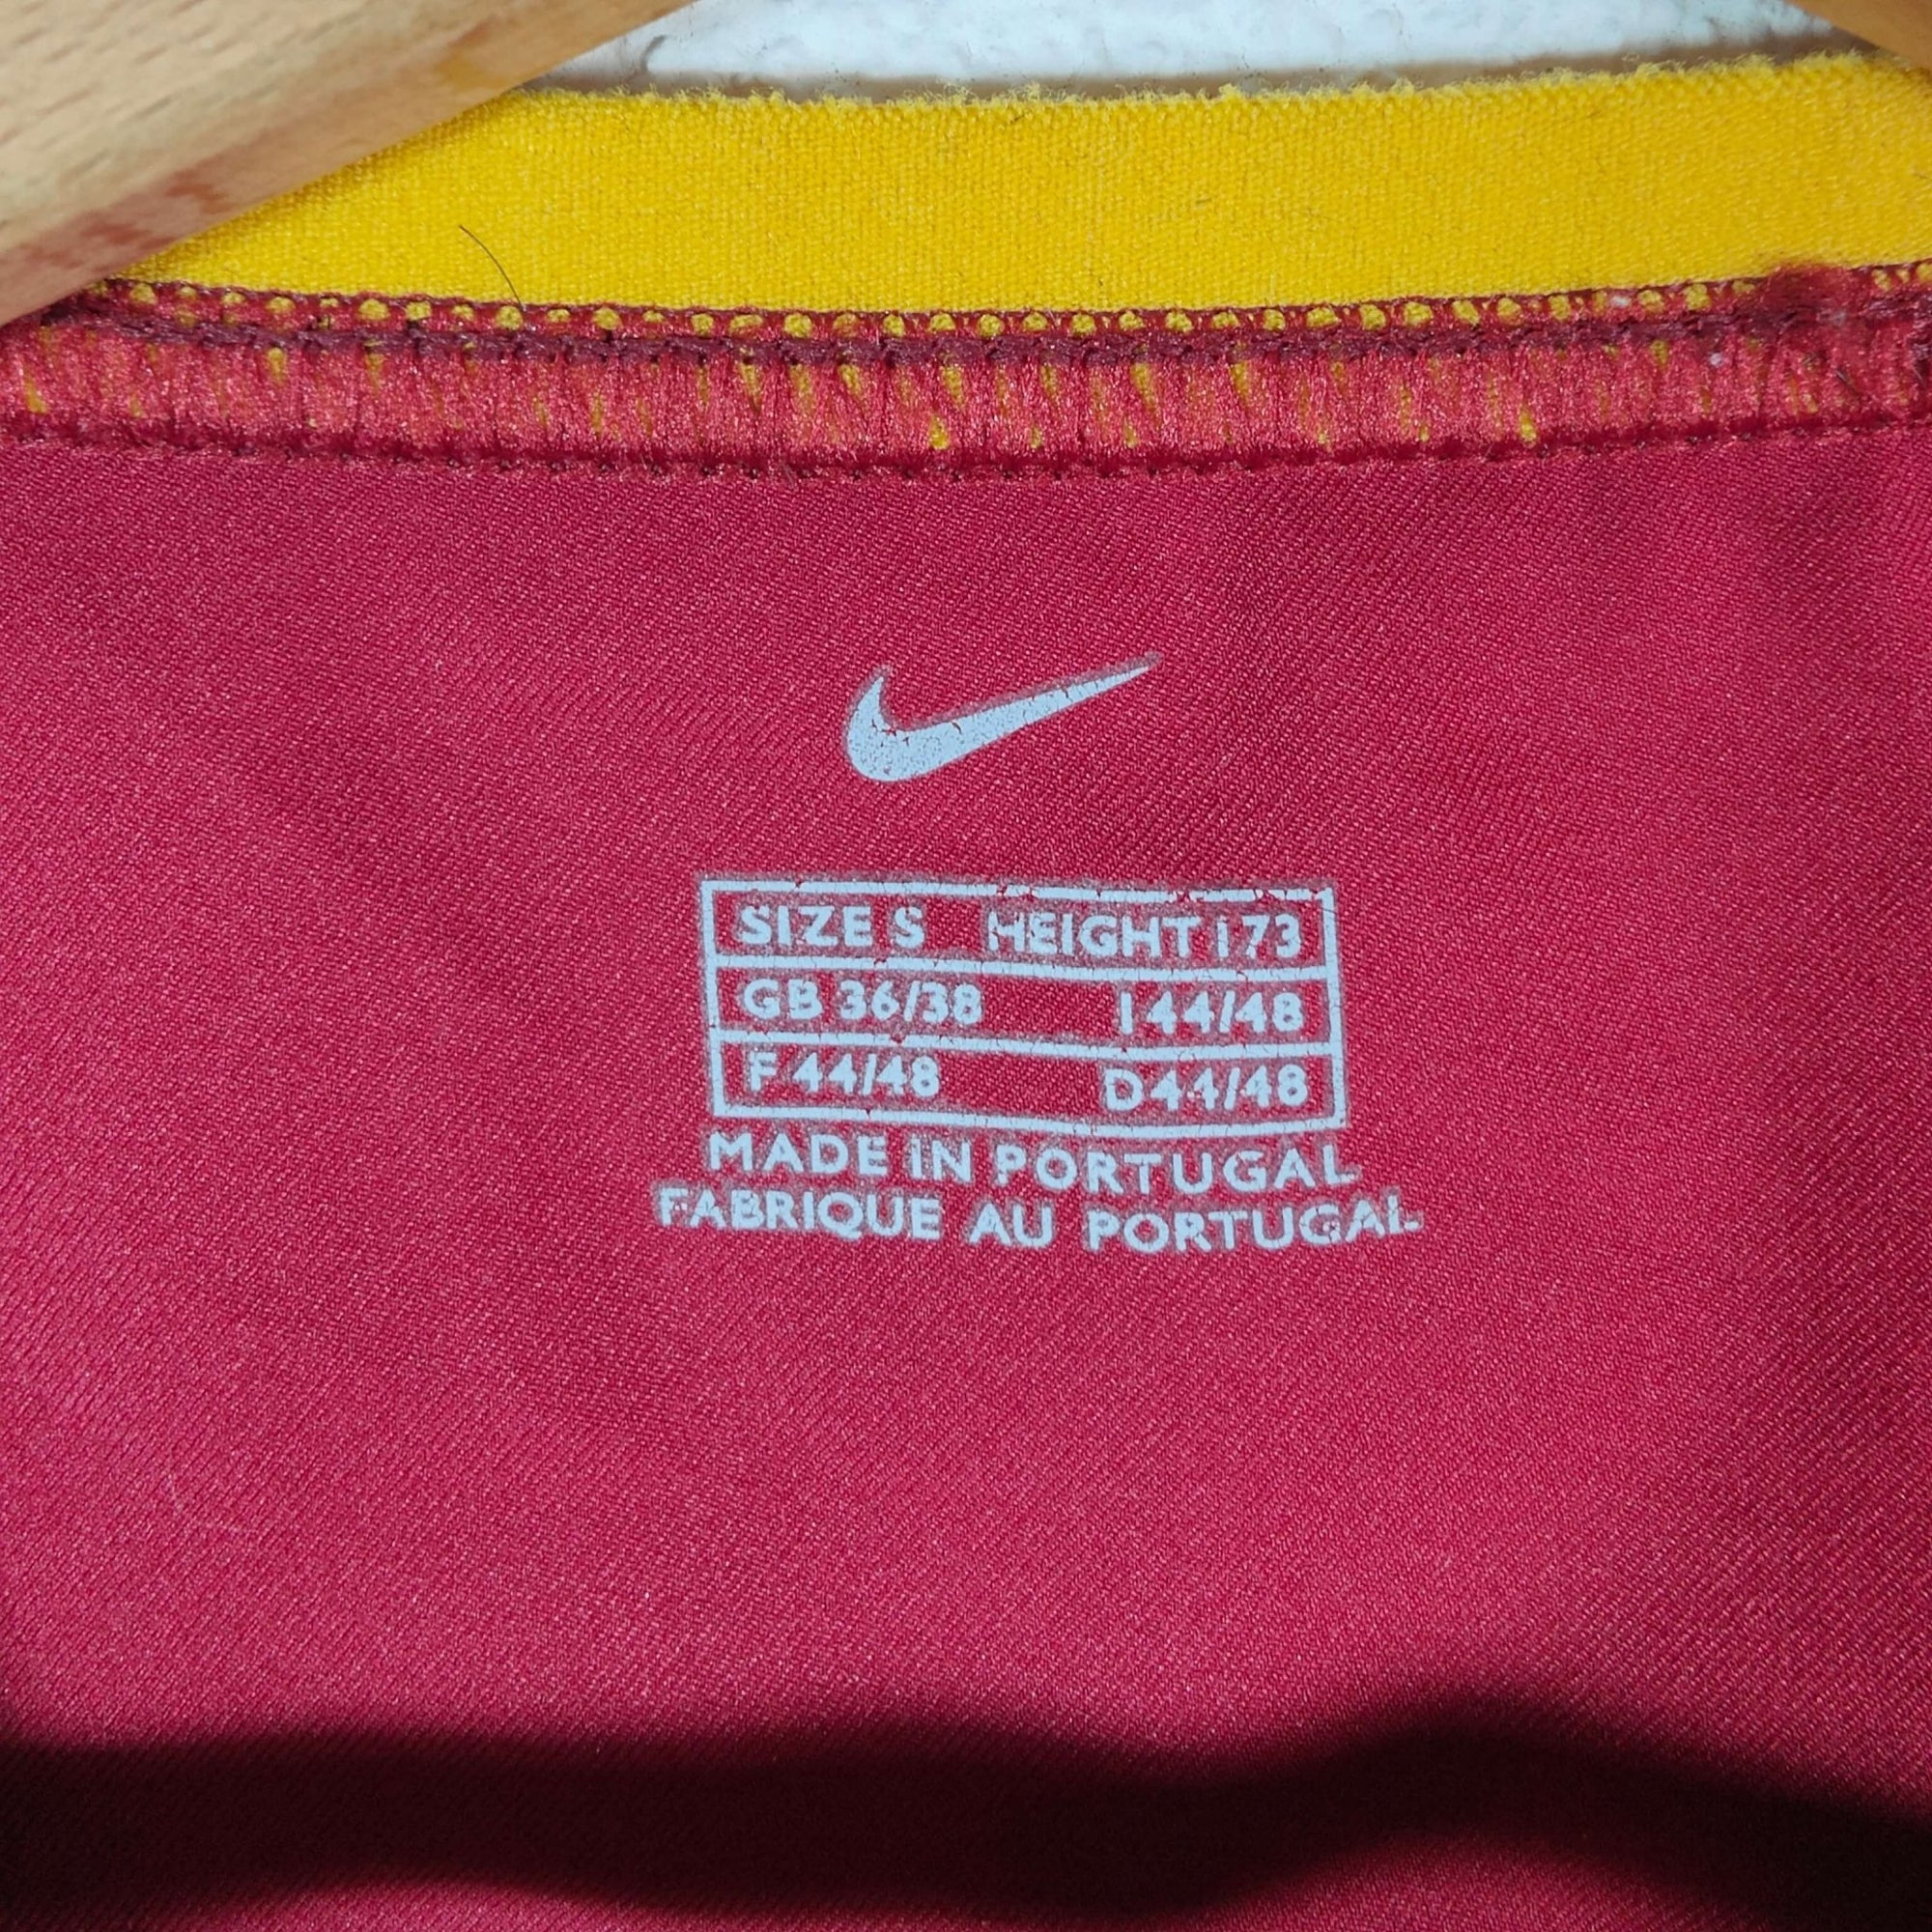 SIZE S HEIGHT 173
GB 36/38 I 44/48
F 44/48 D 44/48
MADE IN PORTUGAL
FABRIQUE AU PORTUGAL